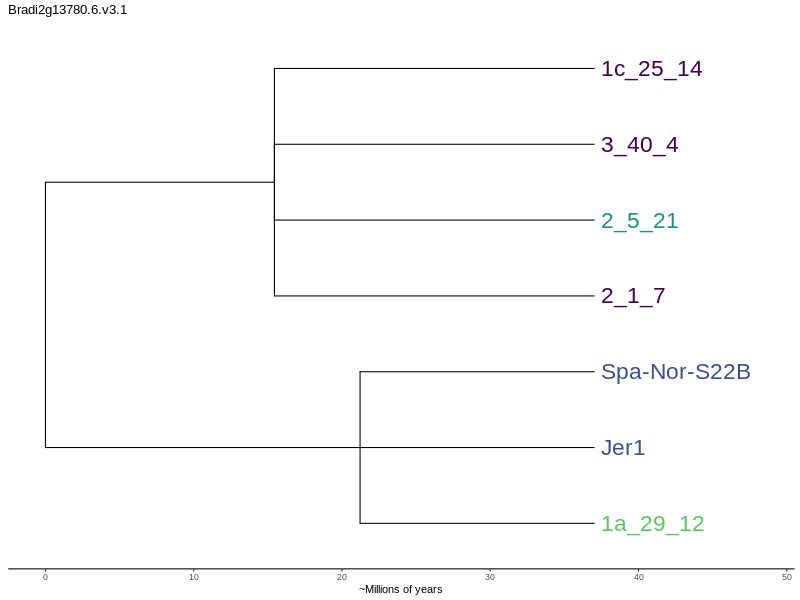 Bradi2g13780.6.v3.1
1c_25_14
3_40_4
2_5_21
2_1_7
Spa-Nor-S22B
Jer1
1a_29_12
0 10 20 30 40 50
~Millions of years